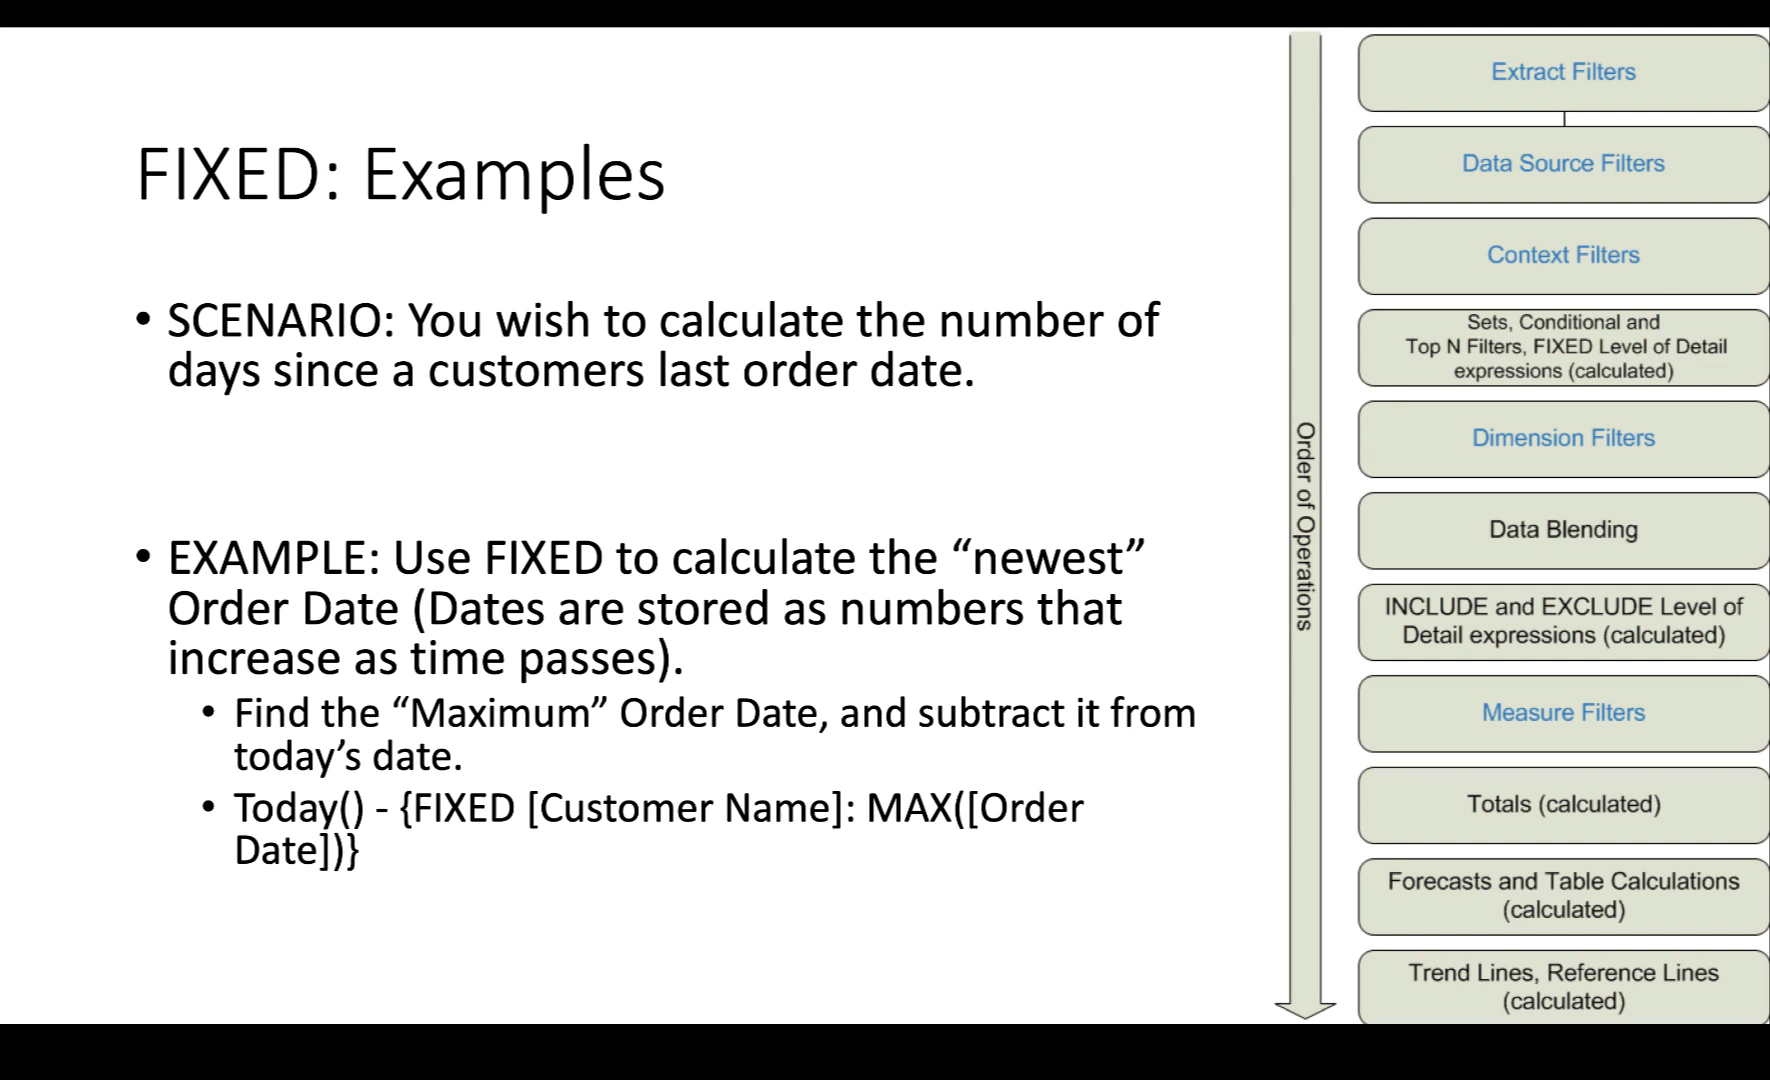 FIXED: Examples
• SCENARIO: You wish to calculate the number of
days since a customers last order date.
• EXAMPLE: Use FIXED to calculate the “newest”
Order Date (Dates are stored as numbers that
increase as time passes).
• Find the “Maximum” Order Date, and subtract it from
today’s date.
• Today() - {FIXED [Customer Name]: MAX([Order
Date])}
Order of Operations
Extract Filters
Data Source Filters
Context Filters
Sets, Conditional and
Top N Filters, FIXED Level of Detail
expressions (calculated)
Dimension Filters
Data Blending
INCLUDE and EXCLUDE Level of
Detail expressions (calculated)
Measure Filters
Totals (calculated)
Forecasts and Table Calculations
(calculated)
Trend Lines, Reference Lines
(calculated)